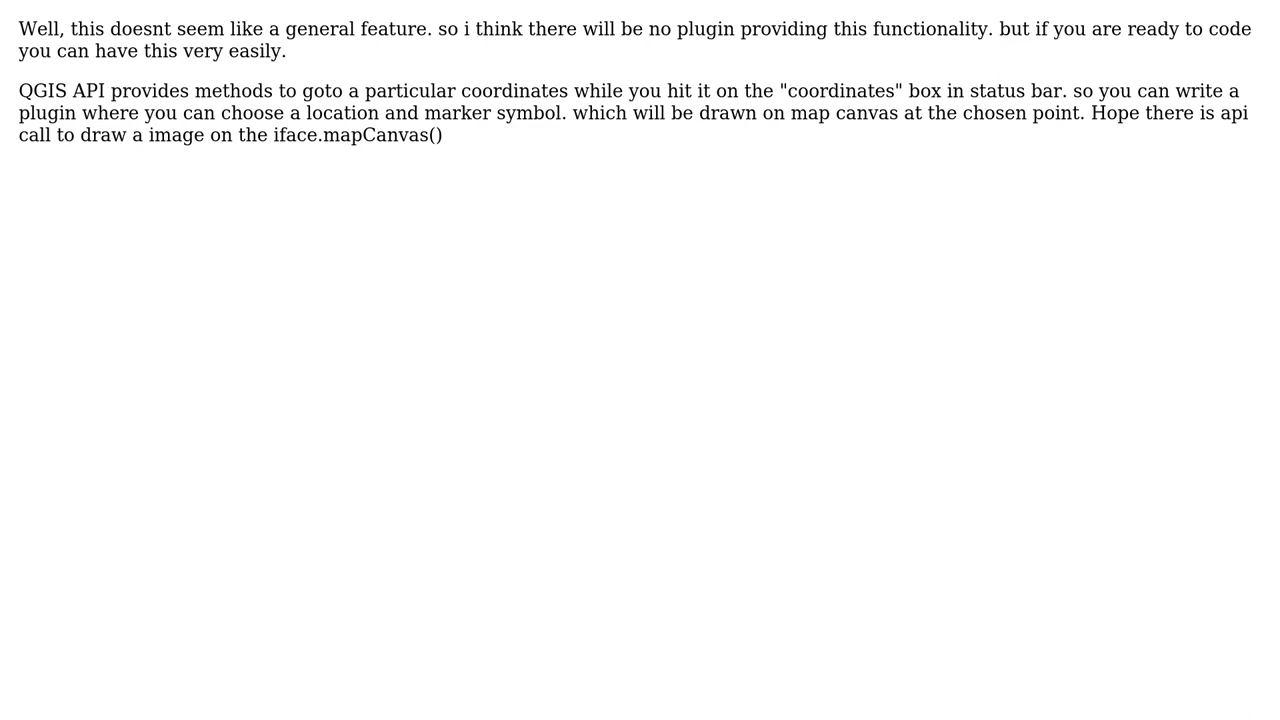 Well, this doesnt seem like a general feature. so i think there will be no plugin providing this functionality. but if you are ready to code
you can have this very easily.
QGIS API provides methods to goto a particular coordinates while you hit it on the "coordinates" box in status bar. so you can write a
plugin where you can choose a location and marker symbol. which will be drawn on map canvas at the chosen point. Hope there is api
call to draw a image on the iface.mapCanvas()